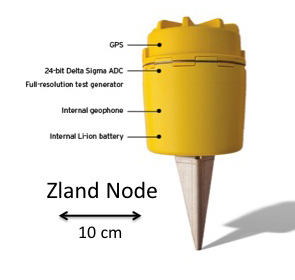 GPS
24-bit Delta Sigma ADC
Full-resolution test generator
Internal geophone
Internal Li-ion battery
Zland Node
10 cm